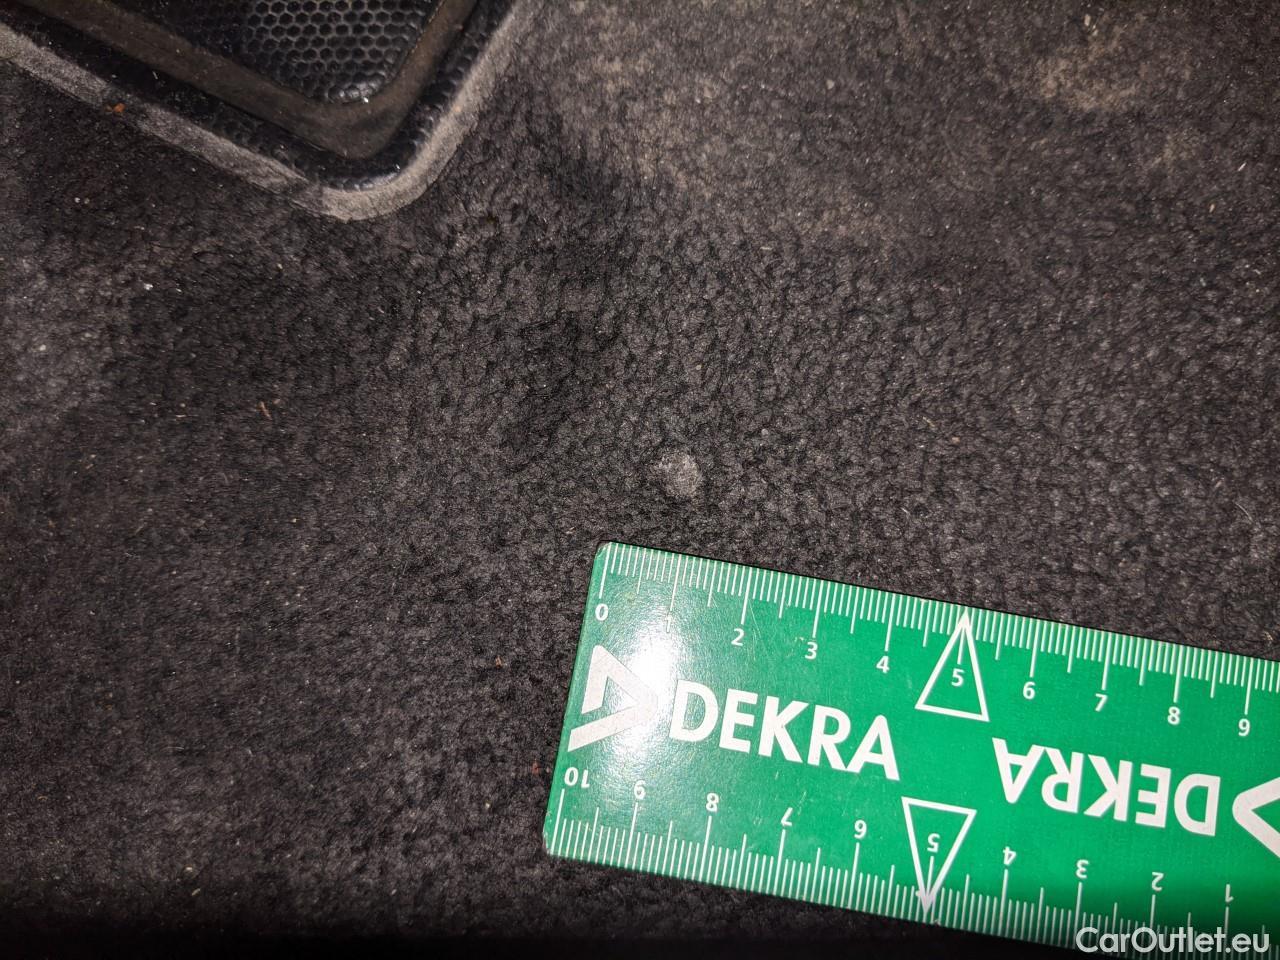 0 1 2 3 4 5 6 7 8 9
DEKRA
DEKRA
10 9 8 7 6 5 4 3 2 1
CarOutlet.eu